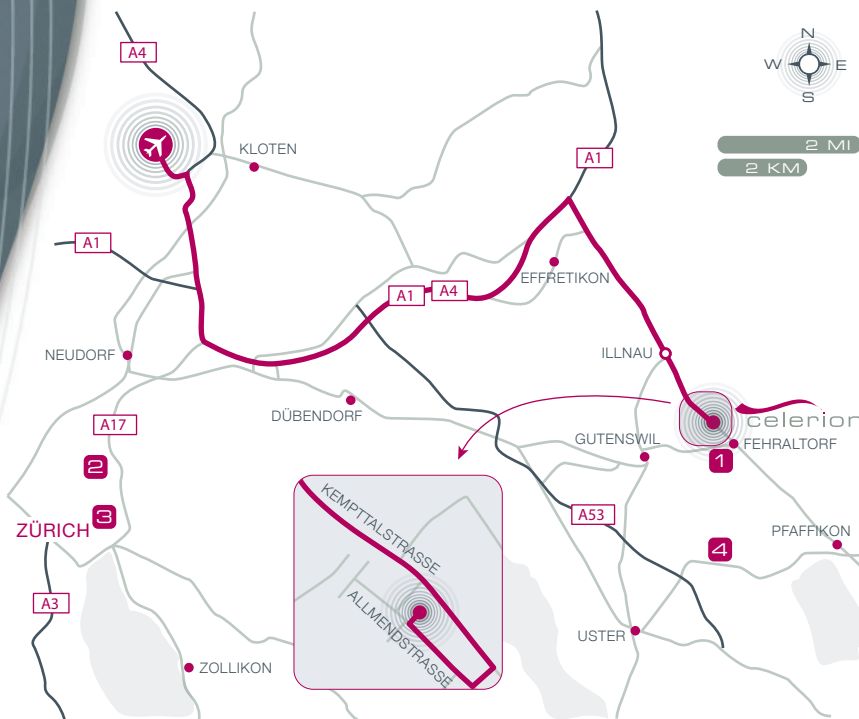 A4
N
W E
S
2 MI
2 KM
KLOTEN
A1
A1
EFFRETIKON
A1 A4
NEUDORF
ILLNAU
DÜBENDORF
A17
celerion
GUTENSWIL
FEHRALTORF
1
2
3
ZÜRICH
KEMPTTALSTRASSE
A53
PFAFFIKON
4
A3
ALLMENDSTRASSE
USTER
ZOLLIKON